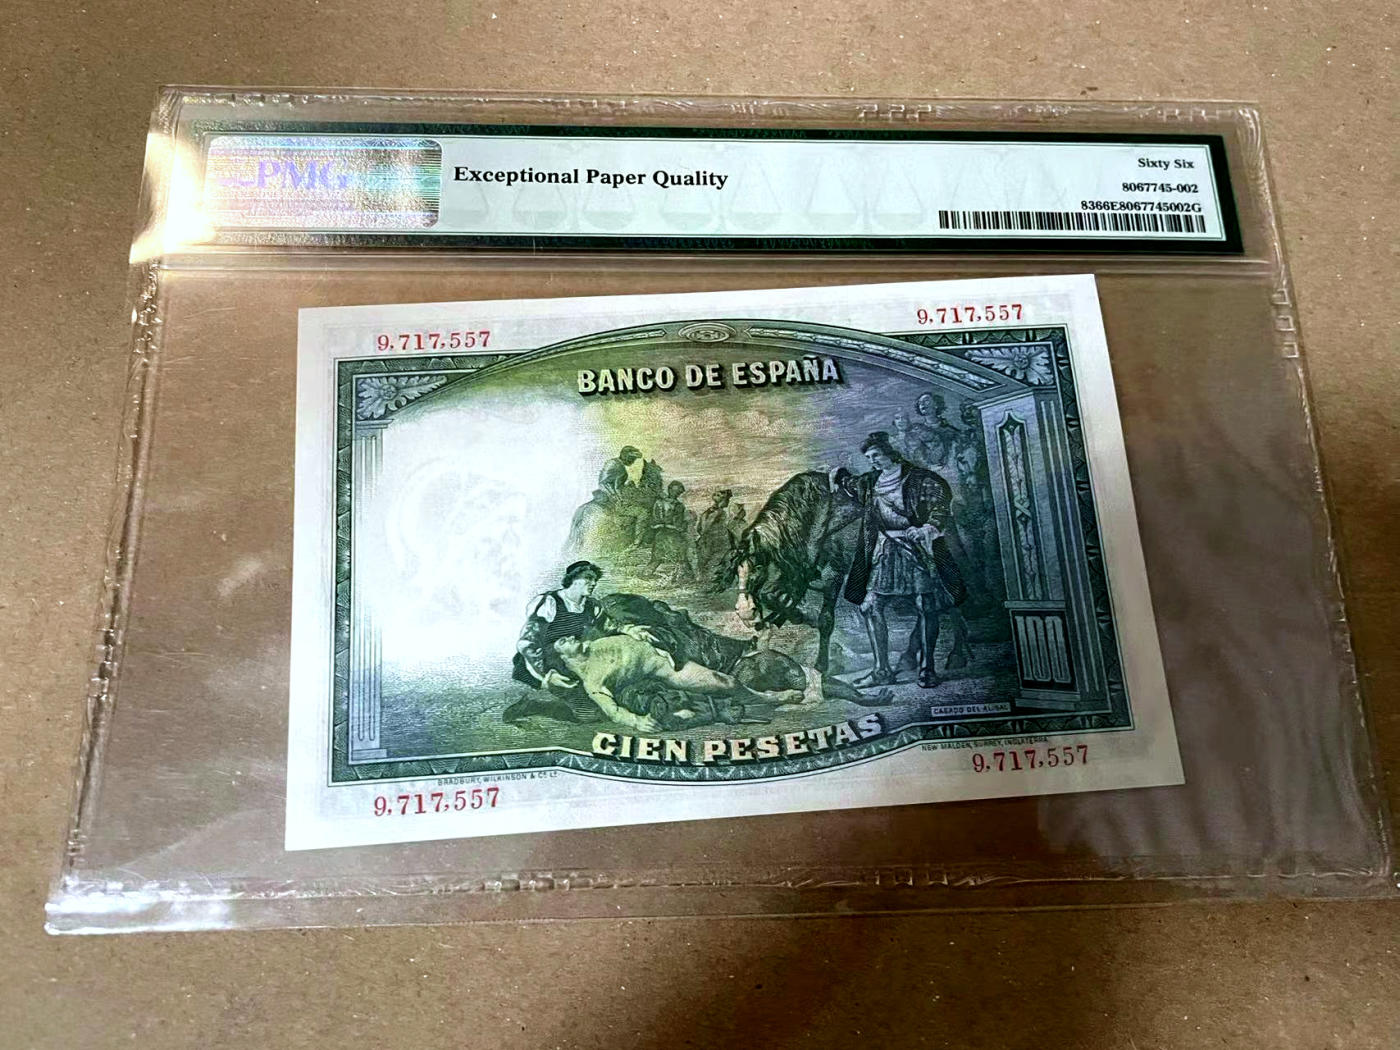 PMG
Exceptional Paper Quality
Sixty Six
8067745-002
8366E8067745002G
9,717,557
9,717,557
BANCO DE ESPAÑA
100
CASADO DEL ALISAL
CIEN PESETAS
BRADBURY, WILKINSON & Cº Lᵈ
NEW MALDEN, SURREY, INGLATERRA
9,717,557
9,717,557